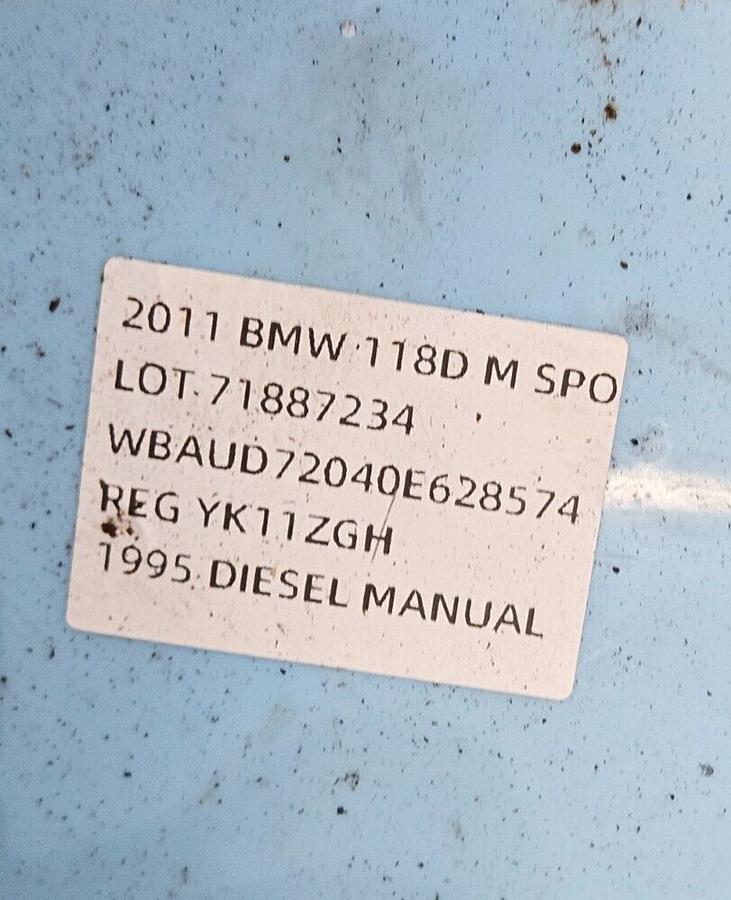 2011 BMW 118D M SPO
LOT 71887234
WBAUD72040E628574
REG YK11ZGH
1995 DIESEL MANUAL